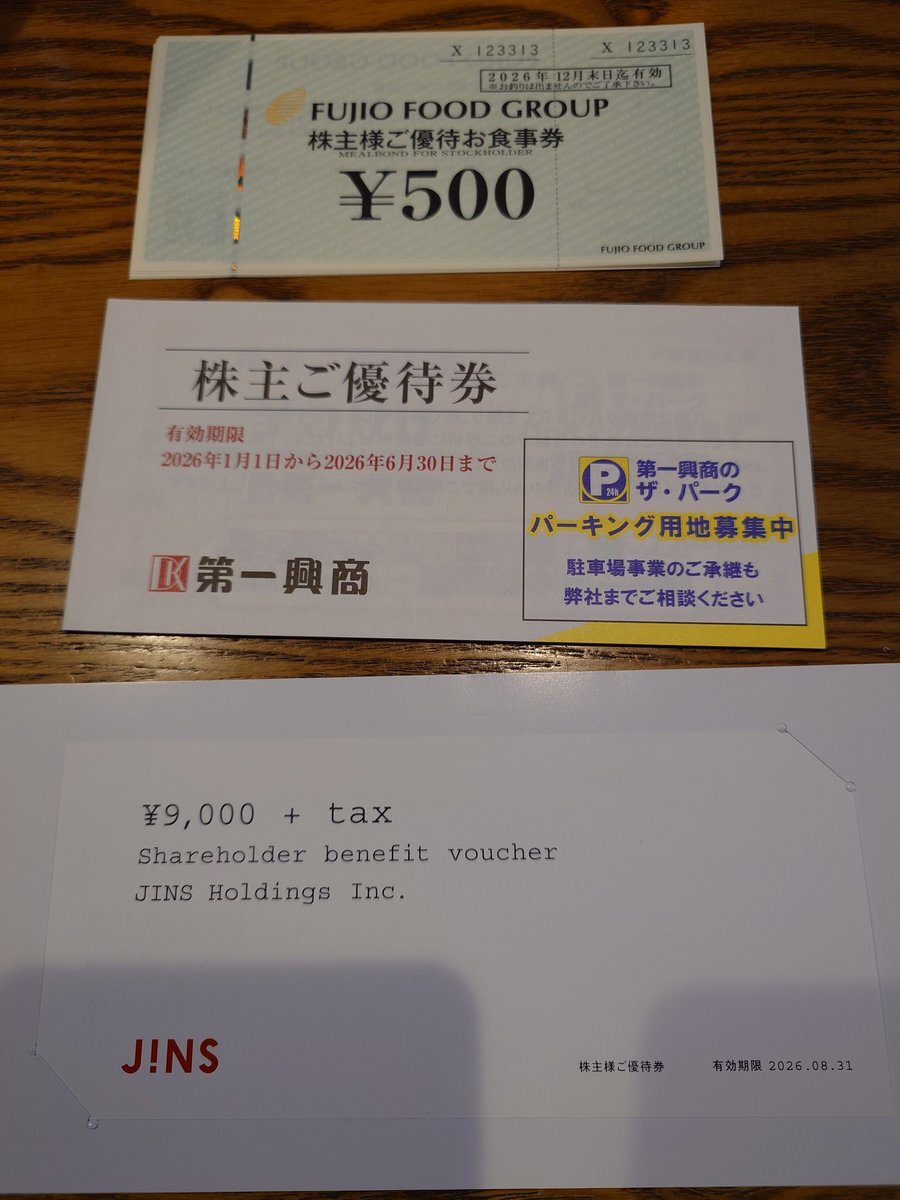 X 123313
X 123313
2026年12月末日迄有効
※お釣りは出ませんのでご了承下さい。
FUJIO FOOD GROUP
株主様ご優待お食事券
MEALBOND FOR STOCKHOLDER
¥500
FUJIO FOOD GROUP
株主ご優待券
有効期限
2026年1月1日から2026年6月30日まで
P
24h
第一興商の
ザ・パーク
パーキング用地募集中
駐車場事業のご承継も
弊社までご相談ください
DK 第一興商
¥9,000 + tax
Shareholder benefit voucher
JINS Holdings Inc.
J!NS
株主様ご優待券
有効期限 2026.08.31